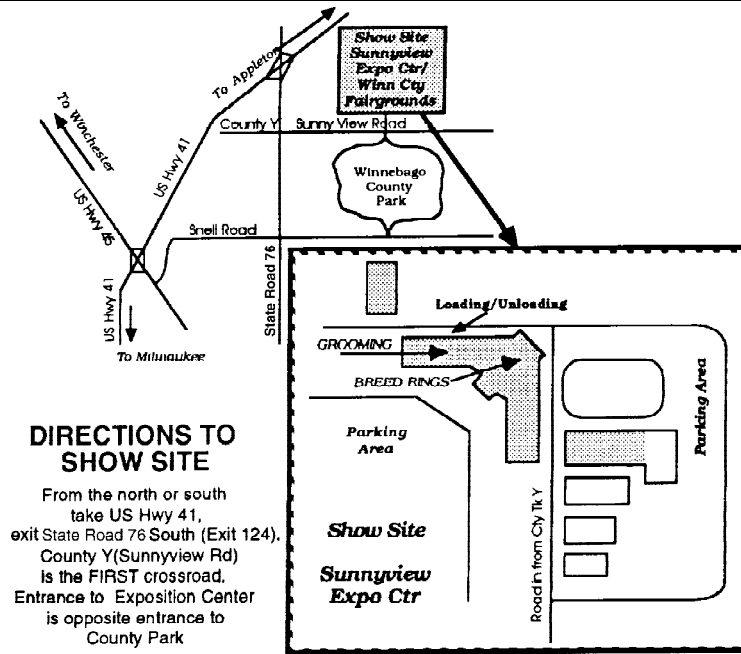 To Appleton
Show Site
Sunnyview
Expo Ctr/
Winn Cty
Fairgrounds
To Winchester
County Y
Sunny View Road
US Hwy 41
Winnebago
County
Park
US Hwy 45
Snell Road
State Road 76
US Hwy 41
To Milwaukee
Loading/Unloading
GROOMING
BREED RINGS
Parking
Area
Parking Area
Show Site
Sunnyview
Expo Ctr
Road in from Cty Tk Y
DIRECTIONS TO
SHOW SITE
From the north or south
take US Hwy 41,
exit State Road 76 South (Exit 124).
County Y(Sunnyview Rd)
is the FIRST crossroad.
Entrance to Exposition Center
is opposite entrance to
County Park